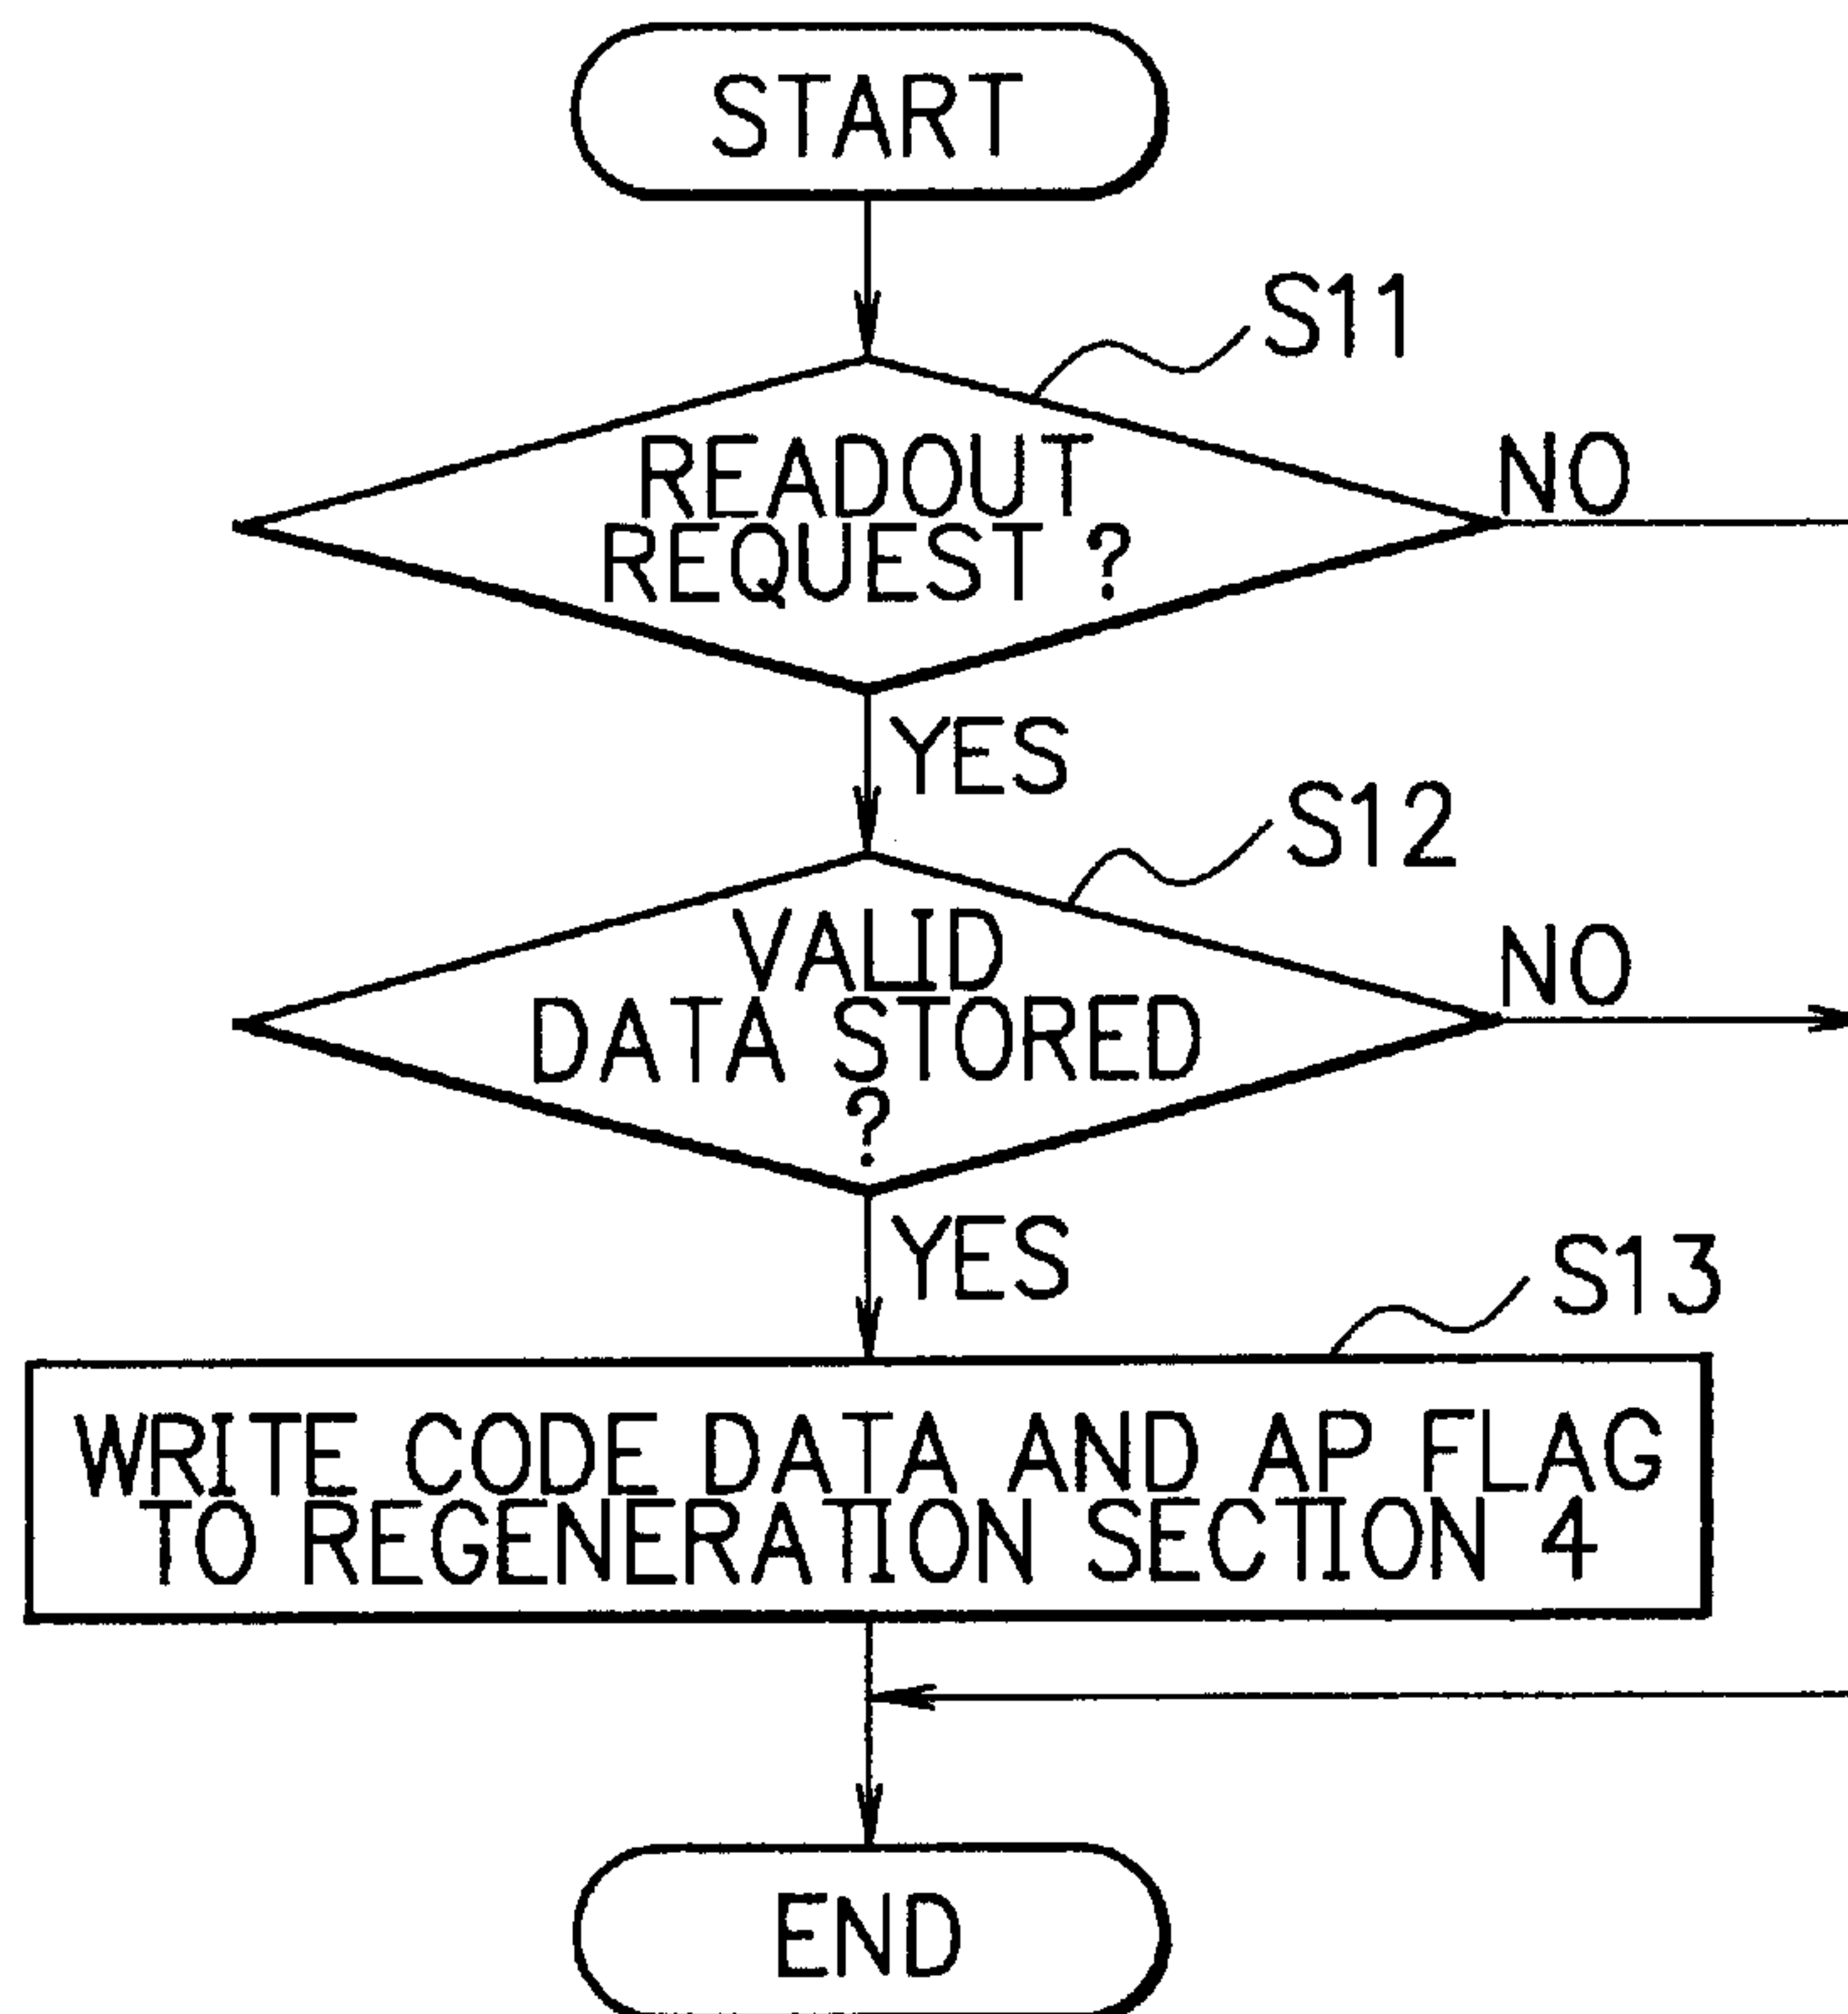 START
S11
READOUT
REQUEST ?
NO
YES
S12
VALID
DATA STORED
?
NO
YES
S13
WRITE CODE DATA AND AP FLAG
TO REGENERATION SECTION 4
END